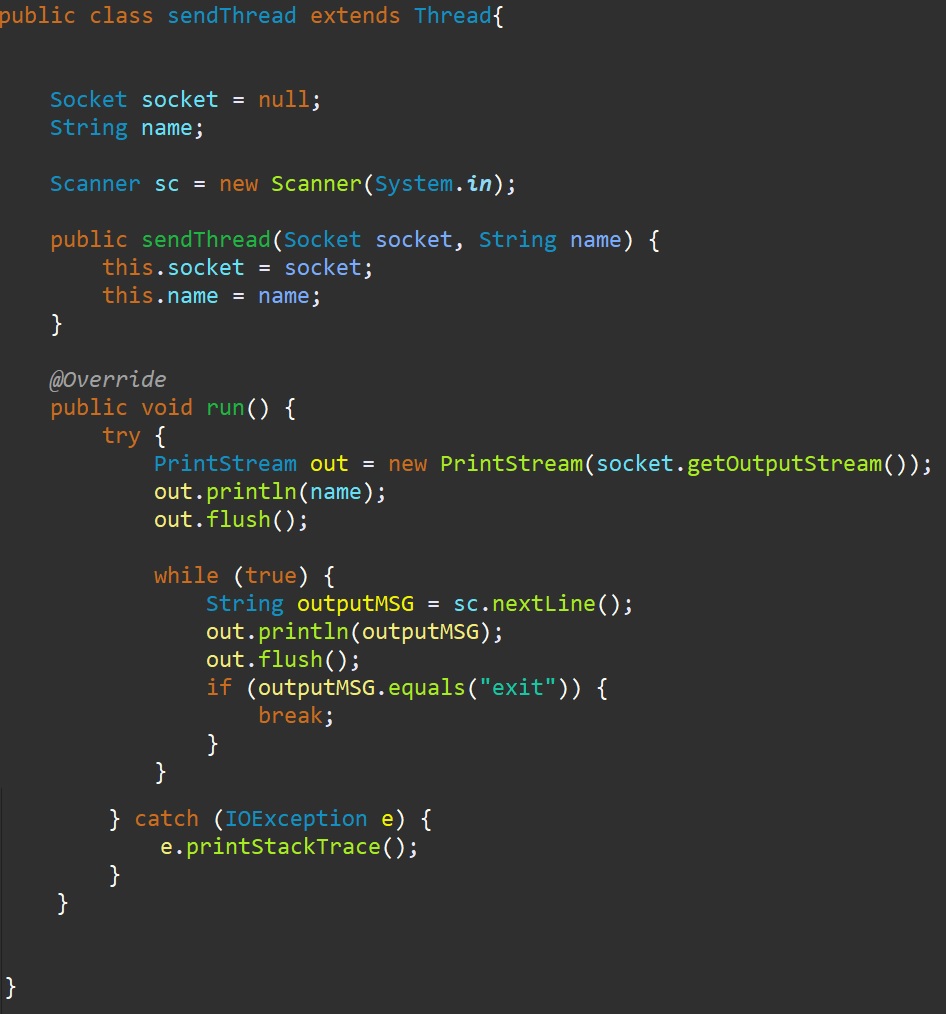 public class sendThread extends Thread{
Socket socket = null;
String name;
Scanner sc = new Scanner(System.in);
public sendThread(Socket socket, String name) {
this.socket = socket;
this.name = name;
}
@Override
public void run() {
try {
PrintStream out = new PrintStream(socket.getOutputStream());
out.println(name);
out.flush();
while (true) {
String outputMSG = sc.nextLine();
out.println(outputMSG);
out.flush();
if (outputMSG.equals("exit")) {
break;
}
}
} catch (IOException e) {
e.printStackTrace();
}
}
}